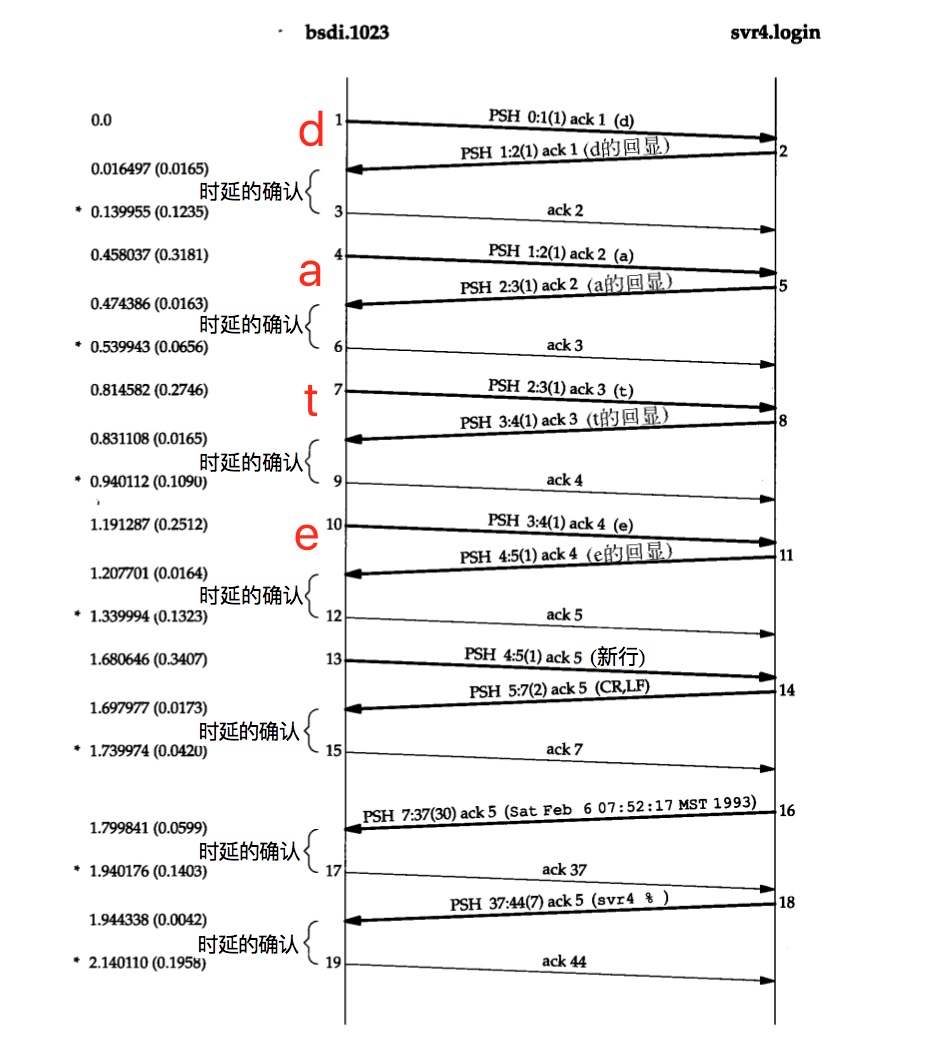 bsdi.1023 svr4.login
0.0 d 1 PSH 0:1(1) ack 1 (d)
PSH 1:2(1) ack 1 (d的回显) 2
0.016497 (0.0165)
时延的确认
* 0.139955 (0.1235) 3 ack 2
0.458037 (0.3181) a 4 PSH 1:2(1) ack 2 (a)
PSH 2:3(1) ack 2 (a的回显) 5
0.474386 (0.0163)
时延的确认
* 0.539943 (0.0656) 6 ack 3
0.814582 (0.2746) t 7 PSH 2:3(1) ack 3 (t)
PSH 3:4(1) ack 3 (t的回显) 8
0.831108 (0.0165)
时延的确认
* 0.940112 (0.1090) 9 ack 4
1.191287 (0.2512) e 10 PSH 3:4(1) ack 4 (e)
PSH 4:5(1) ack 4 (e的回显) 11
1.207701 (0.0164)
时延的确认
* 1.339994 (0.1323) 12 ack 5
1.680646 (0.3407) 13 PSH 4:5(1) ack 5 (新行)
PSH 5:7(2) ack 5 (CR,LF) 14
1.697977 (0.0173)
时延的确认
* 1.739974 (0.0420) 15 ack 7
PSH 7:37(30) ack 5 (Sat Feb 6 07:52:17 MST 1993) 16
1.799841 (0.0599)
时延的确认
* 1.940176 (0.1403) 17 ack 37
PSH 37:44(7) ack 5 (svr4 % ) 18
1.944338 (0.0042)
时延的确认
* 2.140110 (0.1958) 19 ack 44